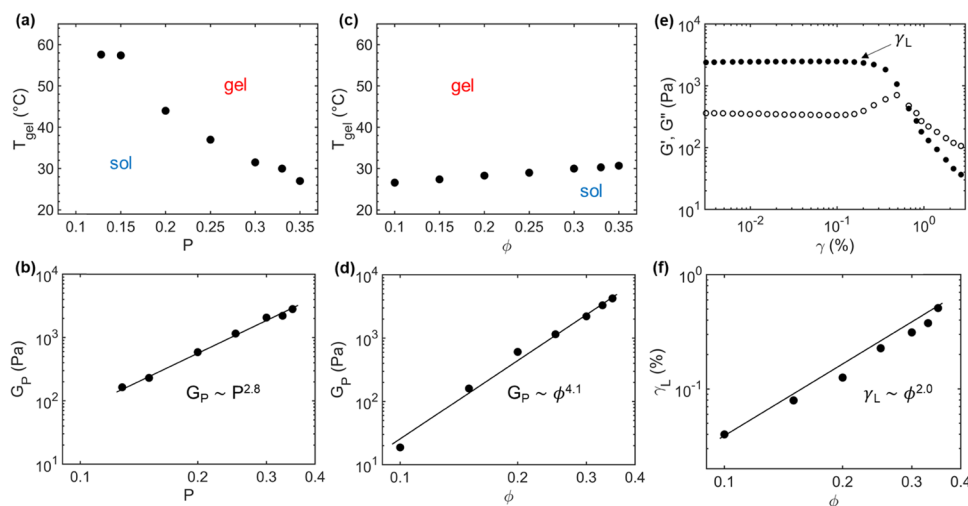 (a)
T_gel (°C)
60
50
40
30
20
gel
sol
0.1 0.15 0.2 0.25 0.3 0.35
P
(c)
T_gel (°C)
60
50
40
30
20
gel
sol
0.1 0.15 0.2 0.25 0.3 0.35
ϕ
(e)
G', G" (Pa)
10^4
10^3
10^2
10^1
γ_L
10^-2 10^-1 10^0
γ (%)
(b)
G_P (Pa)
10^4
10^3
10^2
10^1
G_P ~ P^2.8
0.1 0.2 0.3 0.4
P
(d)
G_P (Pa)
10^4
10^3
10^2
10^1
G_P ~ ϕ^4.1
0.1 0.2 0.3 0.4
ϕ
(f)
γ_L (%)
10^0
10^-1
γ_L ~ ϕ^2.0
0.1 0.2 0.3 0.4
ϕ